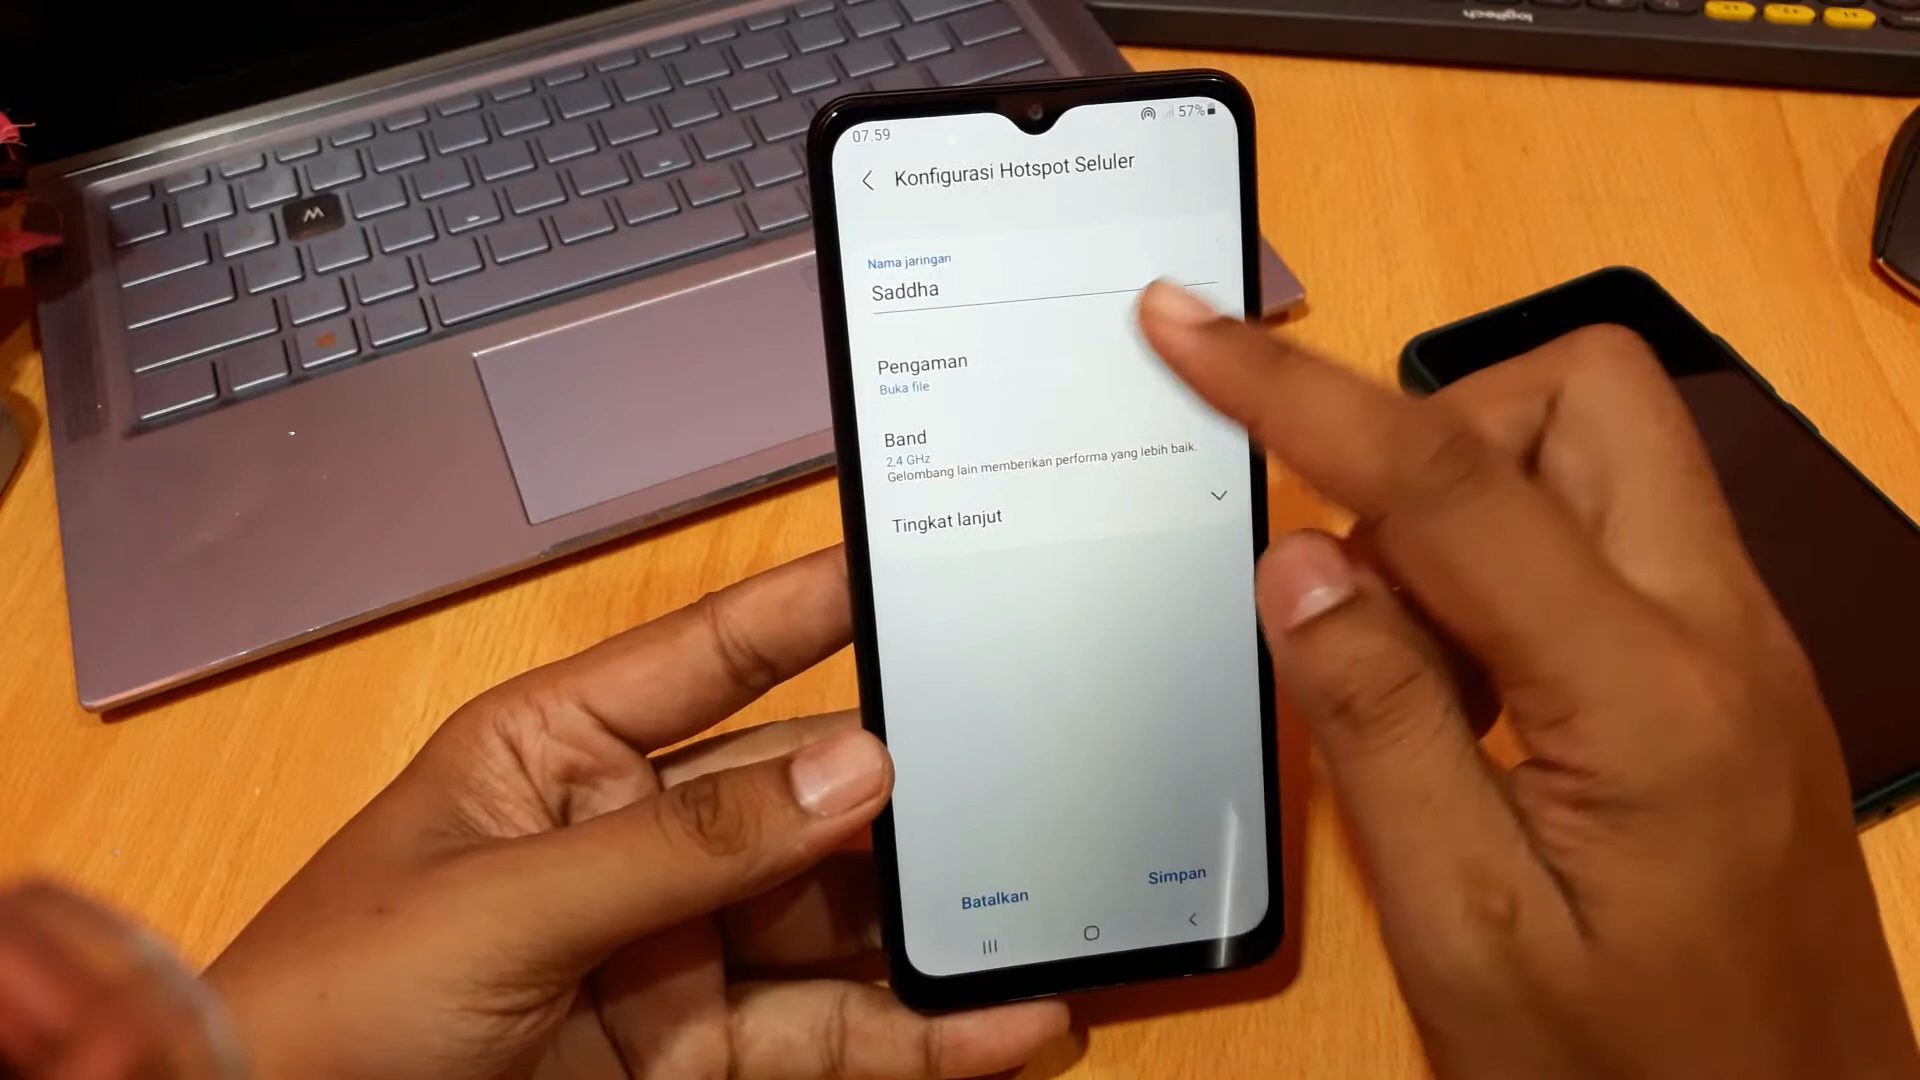 logitech
W
07.59
57%
Konfigurasi Hotspot Seluler
Nama jaringan
Saddha
Pengaman
Buka file
Band
2,4 GHz
Gelombang lain memberikan performa yang lebih baik.
Tingkat lanjut
Batalkan
Simpan